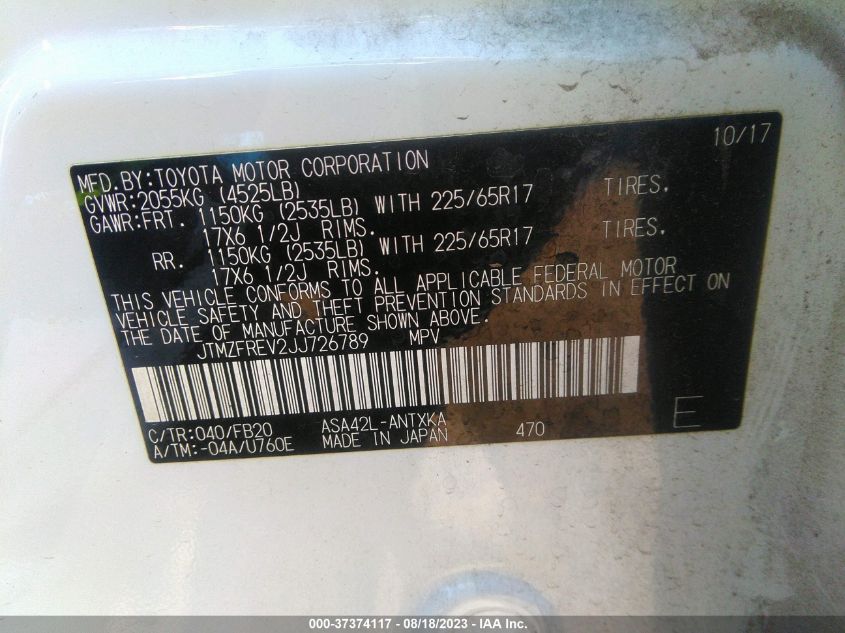 10/17
MFD.BY:TOYOTA MOTOR CORPORATION
GVWR:2055KG (4525LB)
GAWR:FRT. 1150KG (2535LB) WITH 225/65R17 TIRES,
17X6 1/2J RIMS.
RR. 1150KG (2535LB) WITH 225/65R17 TIRES,
17X6 1/2J RIMS.
THIS VEHICLE CONFORMS TO ALL APPLICABLE FEDERAL MOTOR
VEHICLE SAFETY AND THEFT PREVENTION STANDARDS IN EFFECT ON
THE DATE OF MANUFACTURE SHOWN ABOVE.
JTMZFREV2JJ726789 MPV
C/TR:040/FB20 ASA42L-ANTXKA
A/TM:-04A/U760E MADE IN JAPAN 470 E
000-37374117 - 08/18/2023 - IAA Inc.